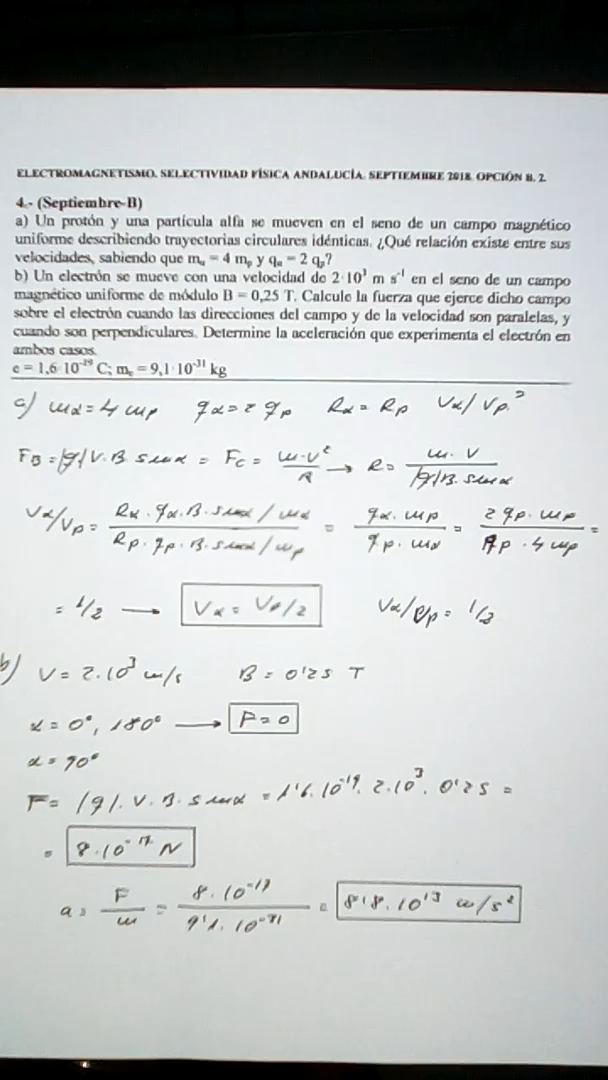 ELECTROMAGNETISMO. SELECTIVIDAD FÍSICA ANDALUCÍA. SEPTIEMBRE 2018. OPCIÓN B. 2.
4.- (Septiembre-B)
a) Un protón y una partícula alfa se mueven en el seno de un campo magnético
uniforme describiendo trayectorias circulares idénticas. ¿Qué relación existe entre sus
velocidades, sabiendo que mα = 4 mp y qα = 2 qp?
b) Un electrón se mueve con una velocidad de 2·10³ m s⁻¹ en el seno de un campo
magnético uniforme de módulo B = 0,25 T. Calcule la fuerza que ejerce dicho campo
sobre el electrón cuando las direcciones del campo y de la velocidad son paralelas, y
cuando son perpendiculares. Determine la aceleración que experimenta el electrón en
ambos casos.
e = 1,6·10⁻¹⁹ C; me = 9,1·10⁻³¹ kg
a) mα = 4 mp qα = 2 qp Rα = Rp Vα/Vp ?
FB = |q|V.B senα = Fc = m.v²/R → R = m.V/|q|B.senα
Vα/Vp = Rα.qα.B.senα/mα / Rp.qp.B.senα/mp = qα.mp/qp.mα = 2qp.mp/qp.4mp =
= 1/2 → Vα = Vp/2 Vα/Vp = 1/2
b) V = 2.10³ m/s B = 0'25 T
α = 0°, 180° → F = 0
α = 90°
F = |q|.V.B.senα = 1'6.10⁻¹⁹.2.10³.0'25 =
= 8.10⁻¹⁷ N
a = F/m = 8.10⁻¹⁷/9'1.10⁻³¹ = 8'8.10¹³ m/s²